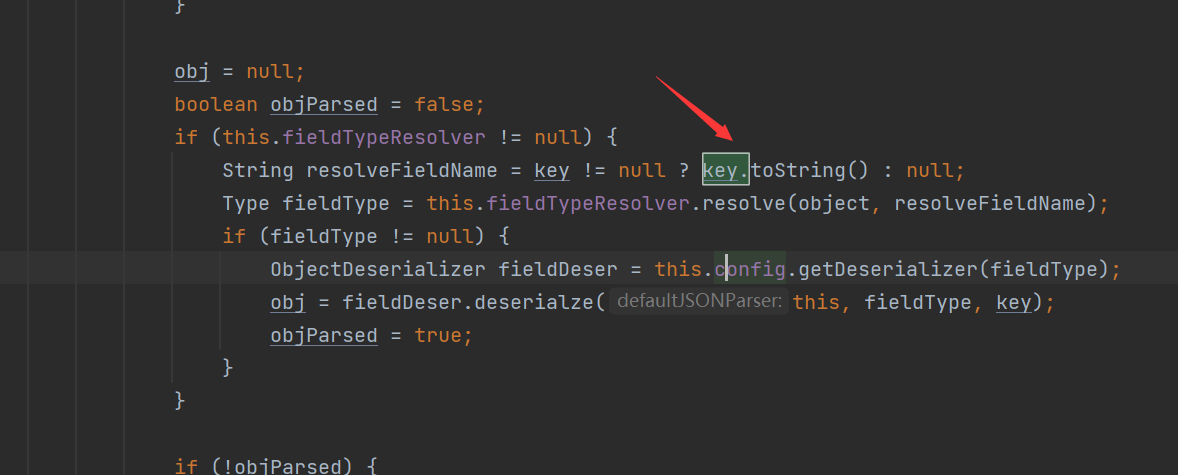 }
obj = null;
boolean objParsed = false;
if (this.fieldTypeResolver != null) {
String resolveFieldName = key != null ? key.toString() : null;
Type fieldType = this.fieldTypeResolver.resolve(object, resolveFieldName);
if (fieldType != null) {
ObjectDeserializer fieldDeser = this.config.getDeserializer(fieldType);
obj = fieldDeser.deserialze( defaultJSONParser: this, fieldType, key);
objParsed = true;
}
}
if (!objParsed) {